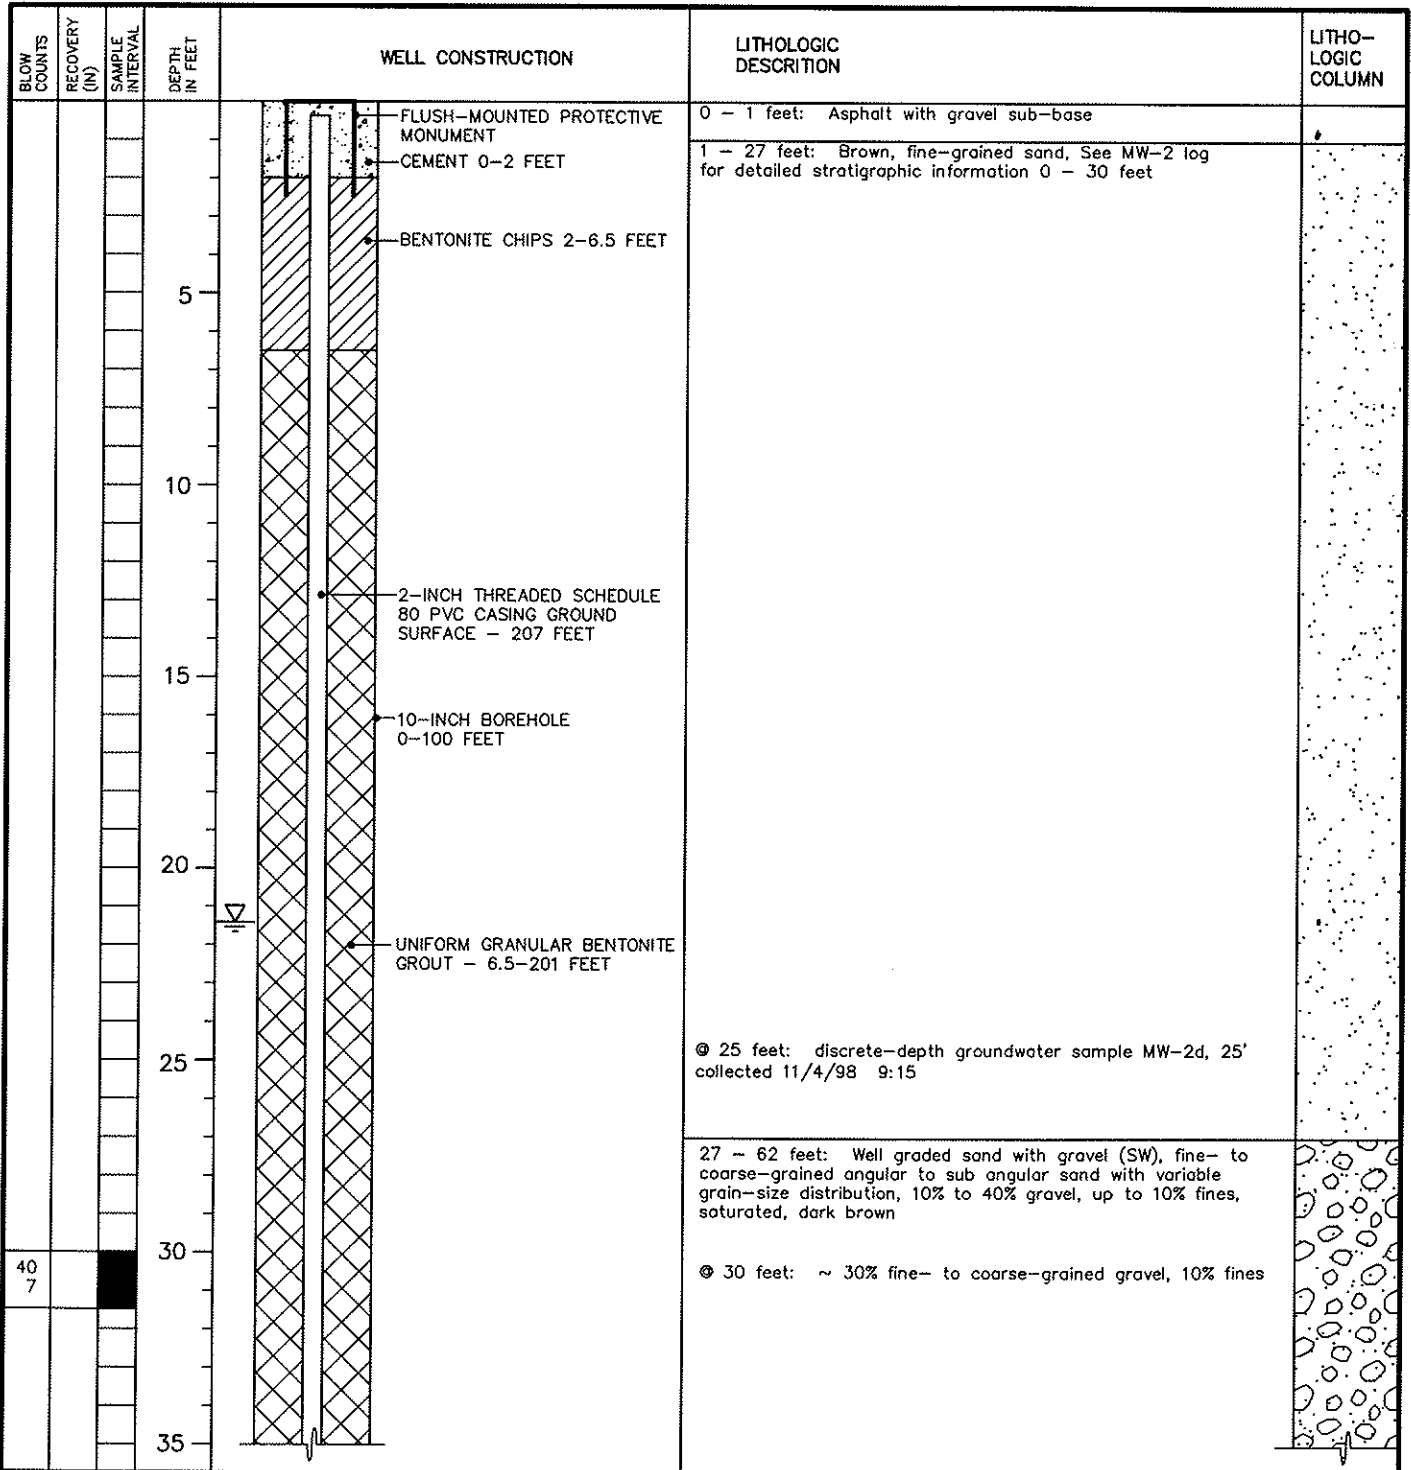 BLOW
COUNTS
RECOVERY
(IN)
SAMPLE
INTERVAL
DEPTH
IN FEET
WELL CONSTRUCTION
LITHOLOGIC
DESCRITION
LITHO-
LOGIC
COLUMN
FLUSH-MOUNTED PROTECTIVE
MONUMENT
CEMENT 0-2 FEET
BENTONITE CHIPS 2-6.5 FEET
2-INCH THREADED SCHEDULE
80 PVC CASING GROUND
SURFACE - 207 FEET
10-INCH BOREHOLE
0-100 FEET
UNIFORM GRANULAR BENTONITE
GROUT - 6.5-201 FEET
5
10
15
20
25
30
35
40
7
0 - 1 feet: Asphalt with gravel sub-base
1 - 27 feet: Brown, fine-grained sand, See MW-2 log
for detailed stratigraphic information 0 - 30 feet
@ 25 feet: discrete-depth groundwater sample MW-2d, 25'
collected 11/4/98 9:15
27 - 62 feet: Well graded sand with gravel (SW), fine- to
coarse-grained angular to sub angular sand with variable
grain-size distribution, 10% to 40% gravel, up to 10% fines,
saturated, dark brown
@ 30 feet: ~ 30% fine- to coarse-grained gravel, 10% fines